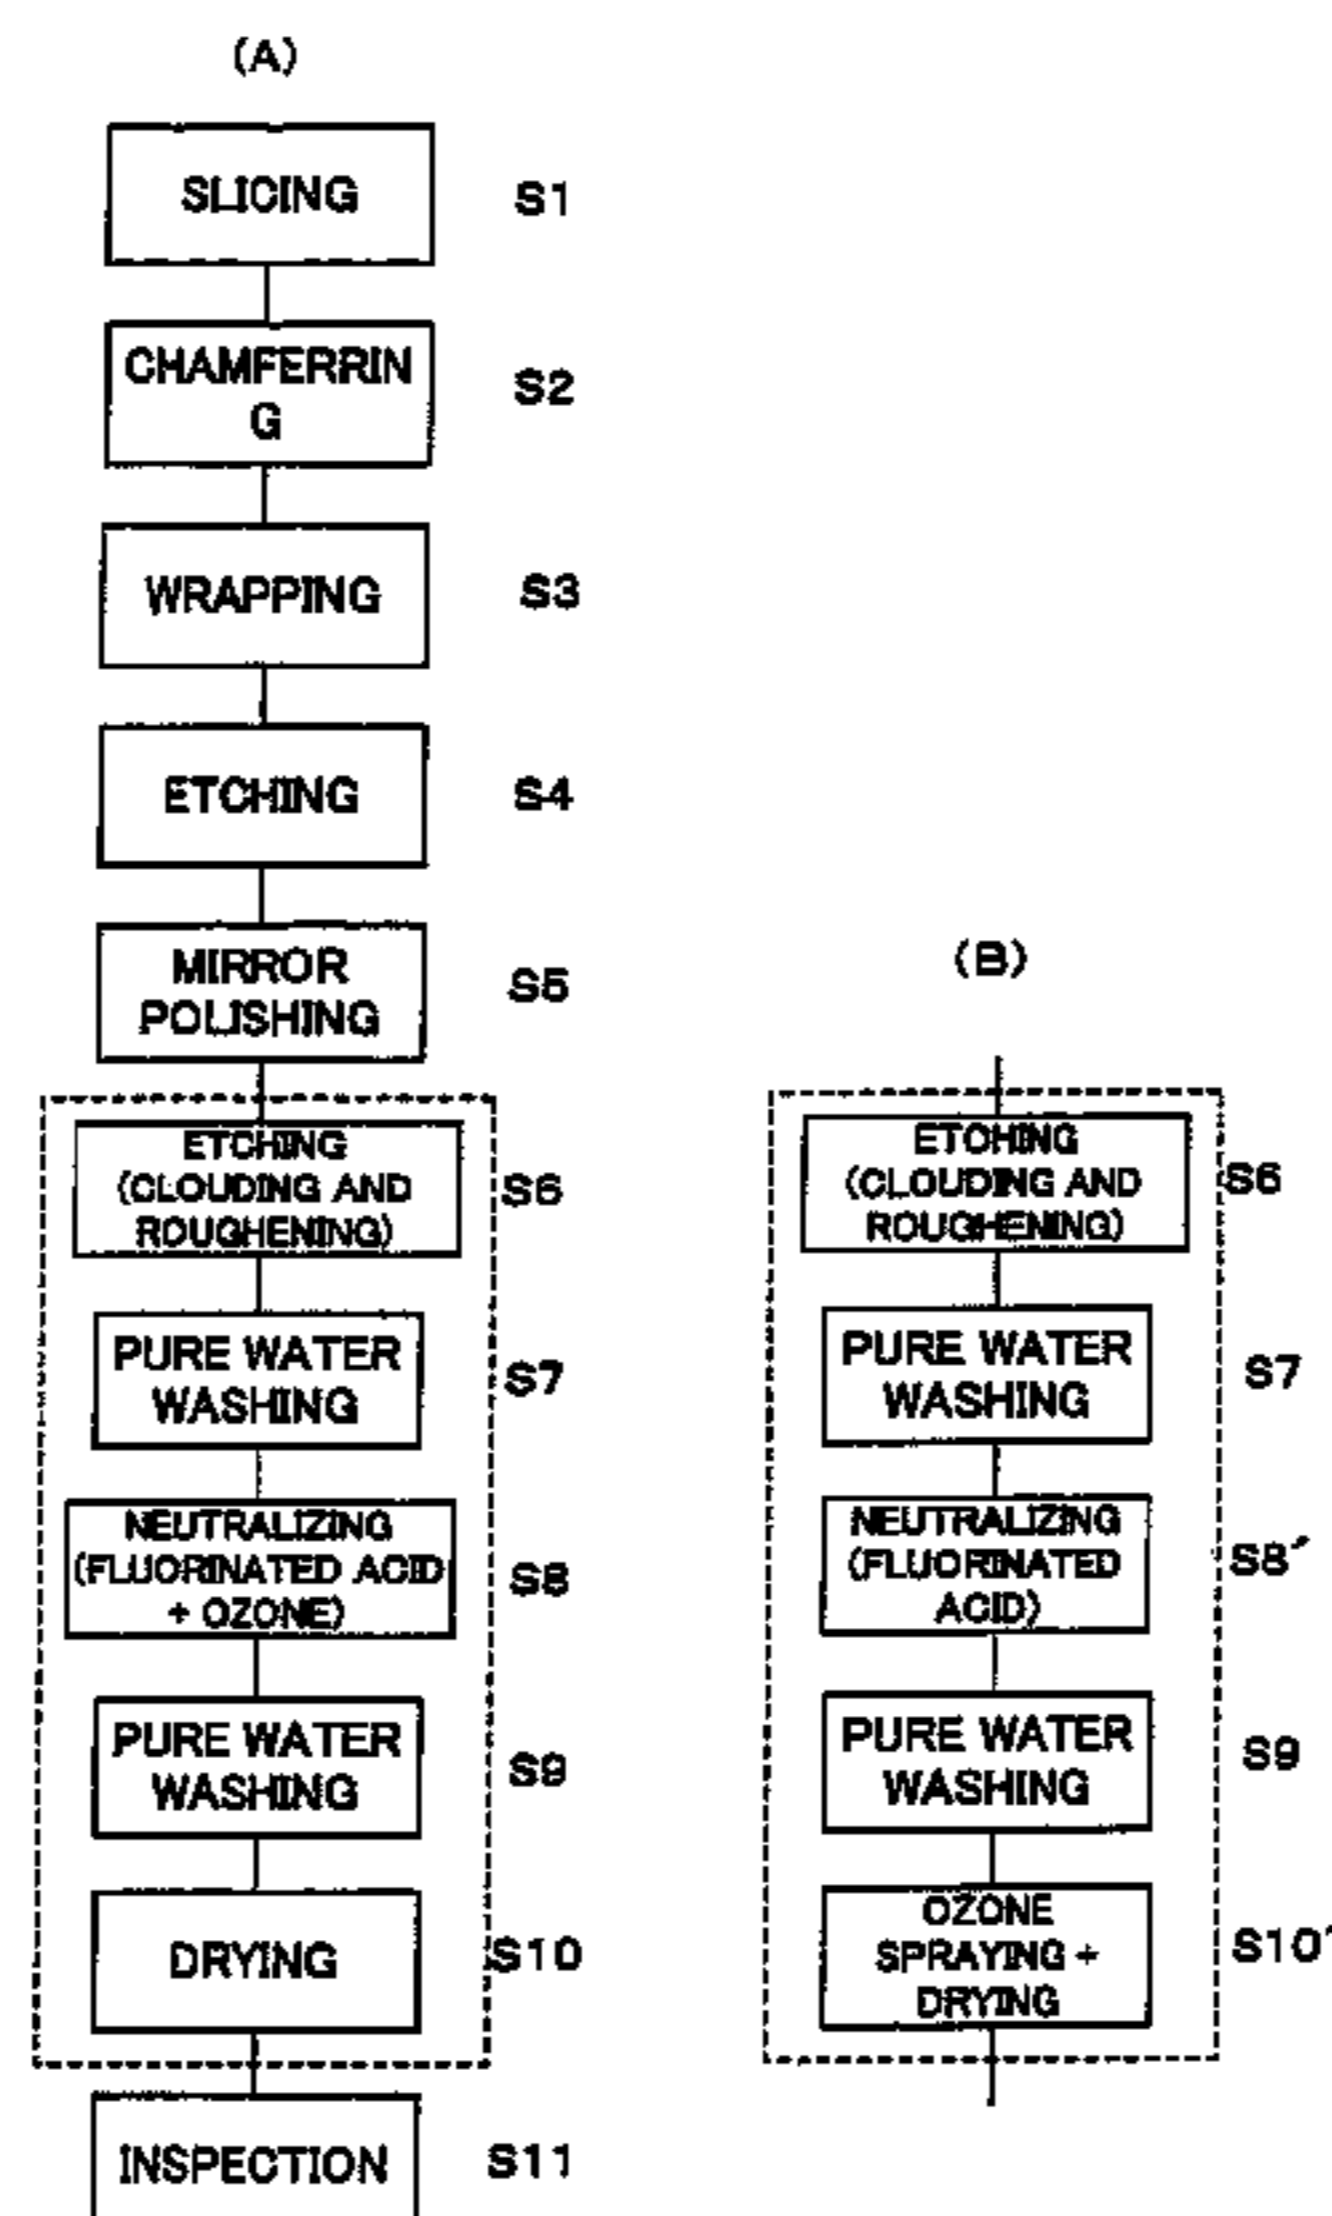 (A)
SLICING S1
CHAMFERRIN
G
S2
WRAPPING S3
ETCHING S4
MIRROR
POLISHING
S5
ETCHING
(CLOUDING AND
ROUGHENING)
S6
PURE WATER
WASHING
S7
NEUTRALIZING
(FLUORINATED ACID
+ OZONE)
S8
PURE WATER
WASHING
S9
DRYING S10
INSPECTION S11
(B)
ETCHING
(CLOUDING AND
ROUGHENING)
S6
PURE WATER
WASHING
S7
NEUTRALIZING
(FLUORINATED
ACID)
S8´
PURE WATER
WASHING
S9
OZONE
SPRAYING +
DRYING
S10´